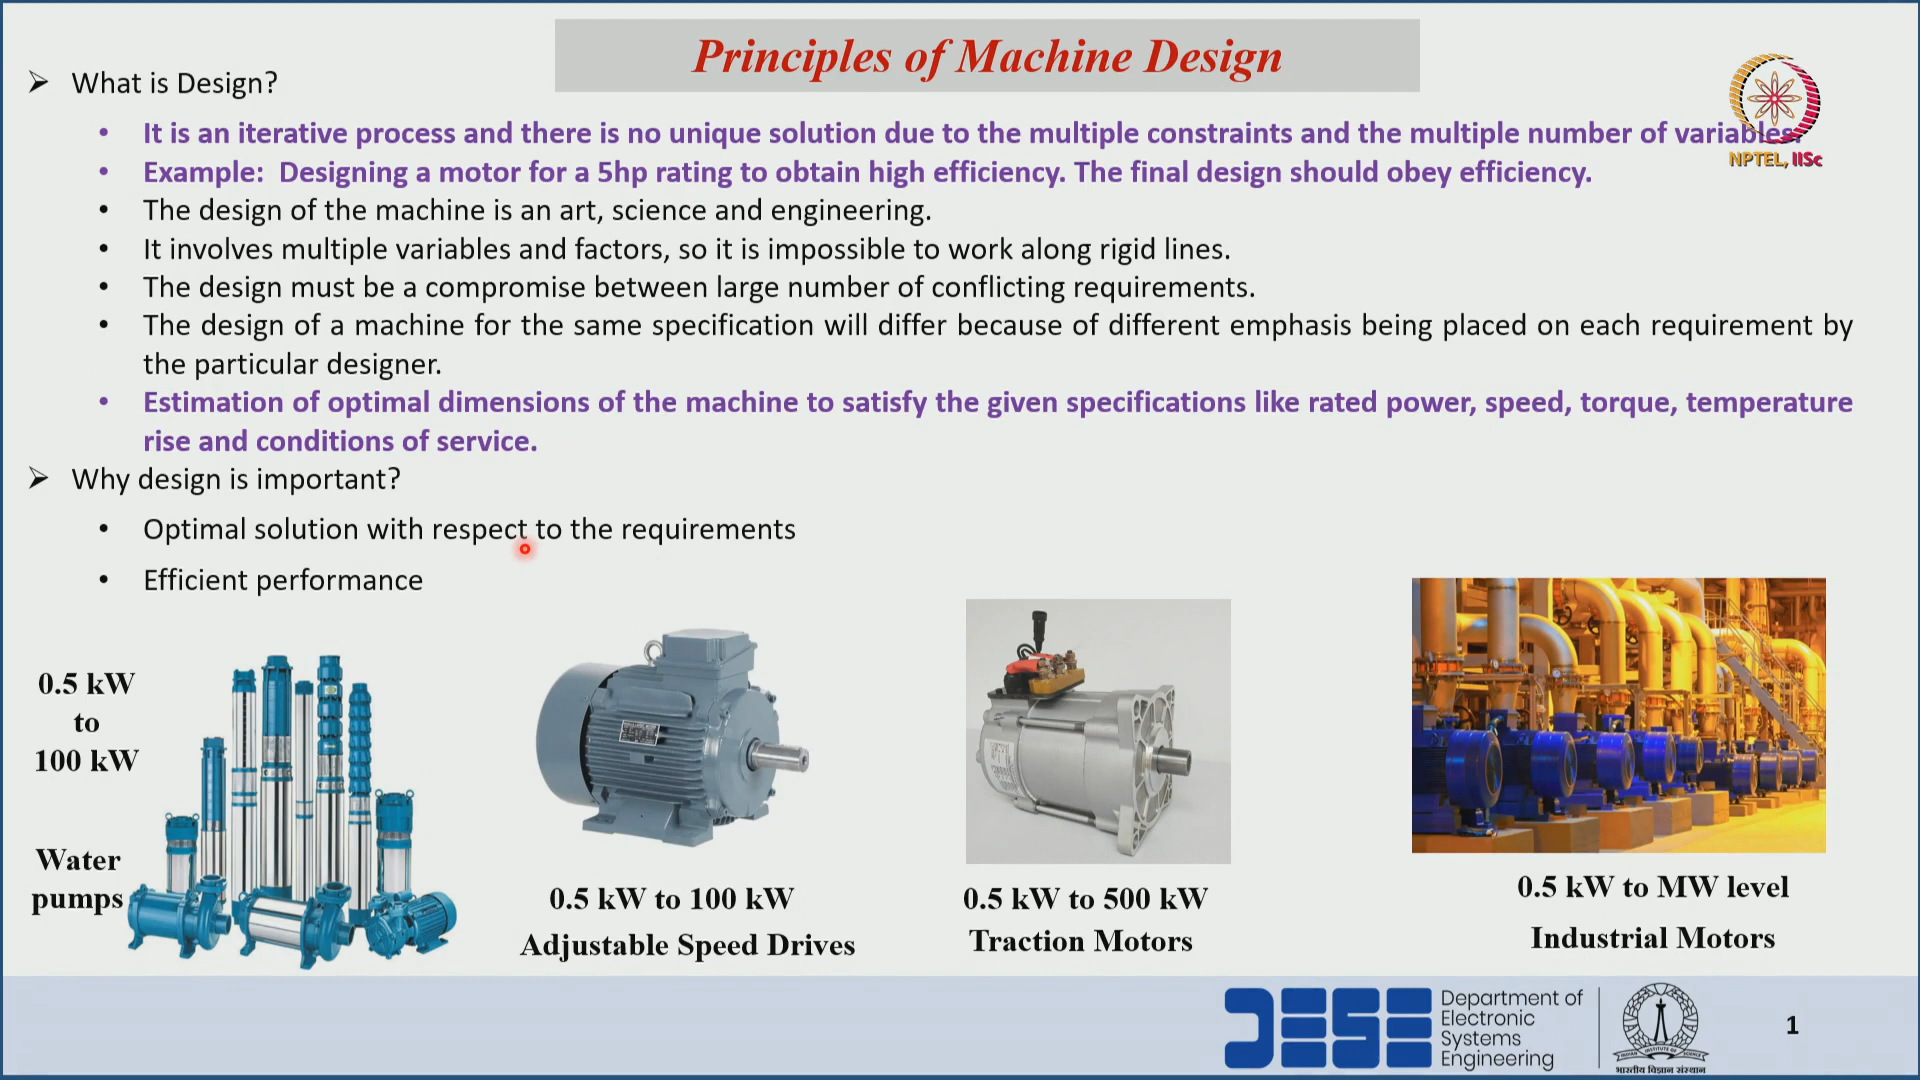 Principles of Machine Design
What is Design?
• It is an iterative process and there is no unique solution due to the multiple constraints and the multiple number of variables.
• Example: Designing a motor for a 5hp rating to obtain high efficiency. The final design should obey efficiency.
• The design of the machine is an art, science and engineering.
• It involves multiple variables and factors, so it is impossible to work along rigid lines.
• The design must be a compromise between large number of conflicting requirements.
• The design of a machine for the same specification will differ because of different emphasis being placed on each requirement by
the particular designer.
• Estimation of optimal dimensions of the machine to satisfy the given specifications like rated power, speed, torque, temperature
rise and conditions of service.
Why design is important?
• Optimal solution with respect to the requirements
• Efficient performance
NPTEL, IISc
0.5 kW
to
100 kW
Water
pumps
0.5 kW to 100 kW
Adjustable Speed Drives
0.5 kW to 500 kW
Traction Motors
0.5 kW to MW level
Industrial Motors
DESE
Department of
Electronic
Systems
Engineering
INDIAN INSTITUTE OF SCIENCE
भारतीय विज्ञान संस्थान
1